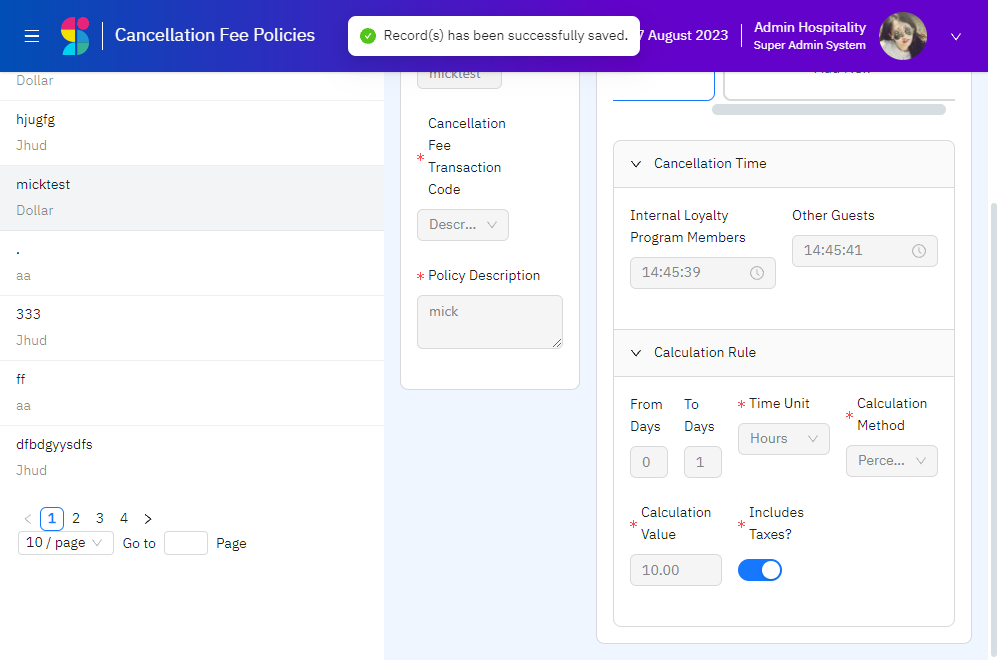 Cancellation Fee Policies
Record(s) has been successfully saved.
7 August 2023
Admin Hospitality
Super Admin System
Dollar
hjugfg
Jhud
micktest
Dollar
.
aa
333
Jhud
ff
aa
dfbdgyysdfs
Jhud
< 1 2 3 4 >
10 / page
Go to
Page
micktest
* Cancellation
Fee
Transaction
Code
Descr...
* Policy Description
mick
Cancellation Time
Internal Loyalty
Program Members
14:45:39
Other Guests
14:45:41
Calculation Rule
From
Days
0
To
Days
1
* Time Unit
Hours
* Calculation
Method
Perce...
* Calculation
Value
10.00
* Includes
Taxes?